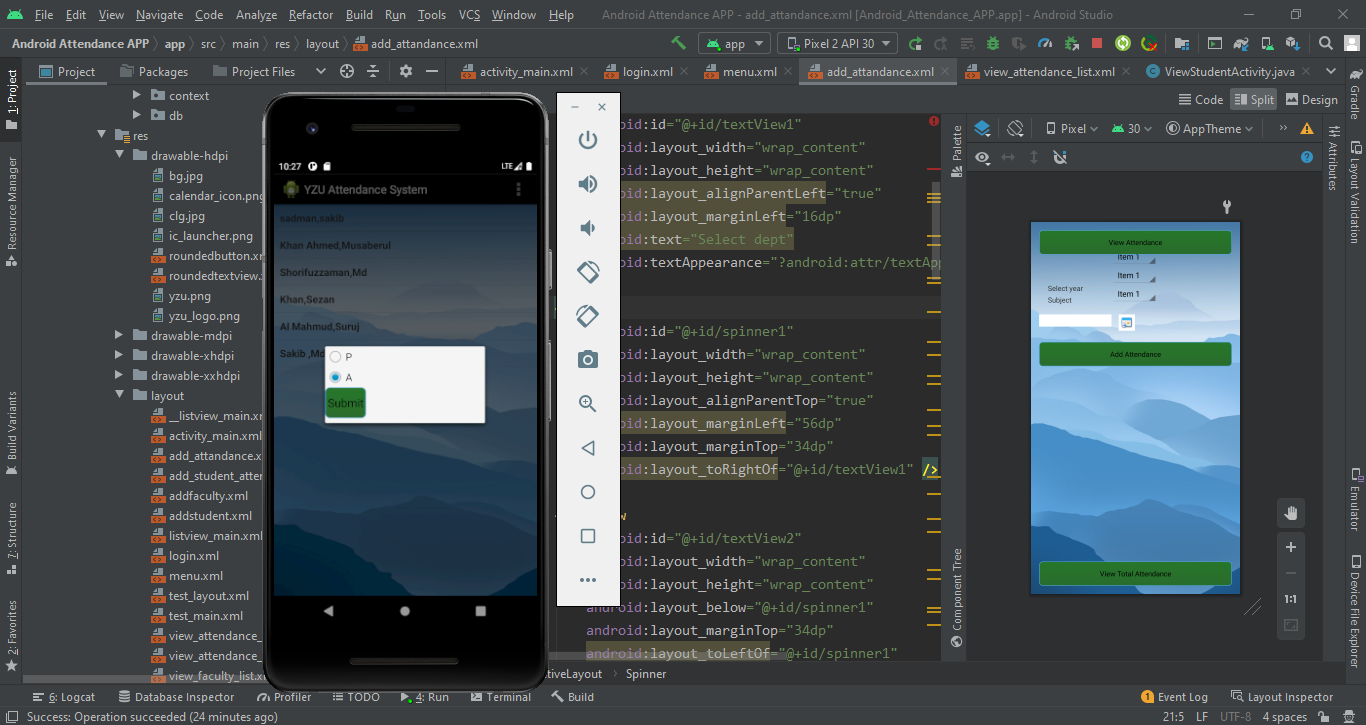 File Edit View Navigate Code Analyze Refactor Build Run Tools VCS Window Help Android Attendance APP - add_attandance.xml [Android_Attendance_APP.app] - Android Studio
Android Attendance APP app src main res layout add_attandance.xml app Pixel 2 API 30
Project Packages Project Files activity_main.xml login.xml menu.xml add_attandance.xml view_attendance_list.xml ViewStudentActivity.java
Code Split Design
Pixel 30 AppTheme
1: Project
Resource Manager
Build Variants
7: Structure
2: Favorites
context
db
res
drawable-hdpi
bg.jpg
calendar_icon.png
clg.jpg
ic_launcher.png
roundedbutton.xr
roundedtextview.
yzu.png
yzu_logo.png
drawable-mdpi
drawable-xhdpi
drawable-xxhdpi
layout
__listview_main.xr
activity_main.xml
add_attandance.x
add_student_atter
addfaculty.xml
addstudent.xml
listview_main.xml
login.xml
menu.xml
test_layout.xml
test_main.xml
view_attendance_
view_attendance_
view_faculty_list.x
10:27 LTE
YZU Attendance System
sadman,sakib
Khan Ahmed,Musaberul
Shorifuzzaman,Md
Khan,Sezan
Al Mahmud,Suruj
Sakib ,Md
P
A
Submit
oid:id="@+id/textView1"
oid:layout_width="wrap_content"
oid:layout_height="wrap_content"
oid:layout_alignParentLeft="true"
oid:layout_marginLeft="16dp"
oid:text="Select dept"
oid:textAppearance="?android:attr/textApp
oid:id="@+id/spinner1"
oid:layout_width="wrap_content"
oid:layout_height="wrap_content"
oid:layout_alignParentTop="true"
oid:layout_marginLeft="56dp"
oid:layout_marginTop="34dp"
oid:layout_toRightOf="@+id/textView1" />
w
oid:id="@+id/textView2"
oid:layout_width="wrap_content"
oid:layout_height="wrap_content"
android:layout_below="@+id/spinner1"
android:layout_marginTop="34dp"
android:layout_toLeftOf="@+id/spinner1"
tiveLayout Spinner
Palette
Component Tree
View Attendance
Item 1
Item 1
Select year
Item 1
Subject
Add Attendance
View Total Attendance
1:1
Attributes
Gradle
Layout Validation
Emulator
Device File Explorer
6: Logcat Database Inspector Profiler TODO 4: Run Terminal Build 1 Event Log Layout Inspector
Success: Operation succeeded (24 minutes ago) 21:5 LF UTF-8 4 spaces